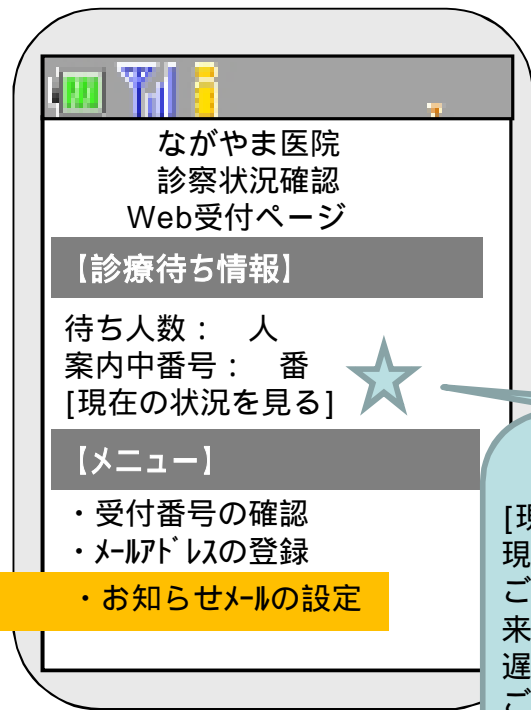 ながやま医院
診察状況確認
Web受付ページ
【診療待ち情報】
待ち人数： 人
案内中番号： 番
[現在の状況を見る]
【メニュー】
・受付番号の確認
・ﾒｰﾙｱﾄﾞﾚｽの登録
・お知らせﾒｰﾙの設定
[現
現
ご
来
遅